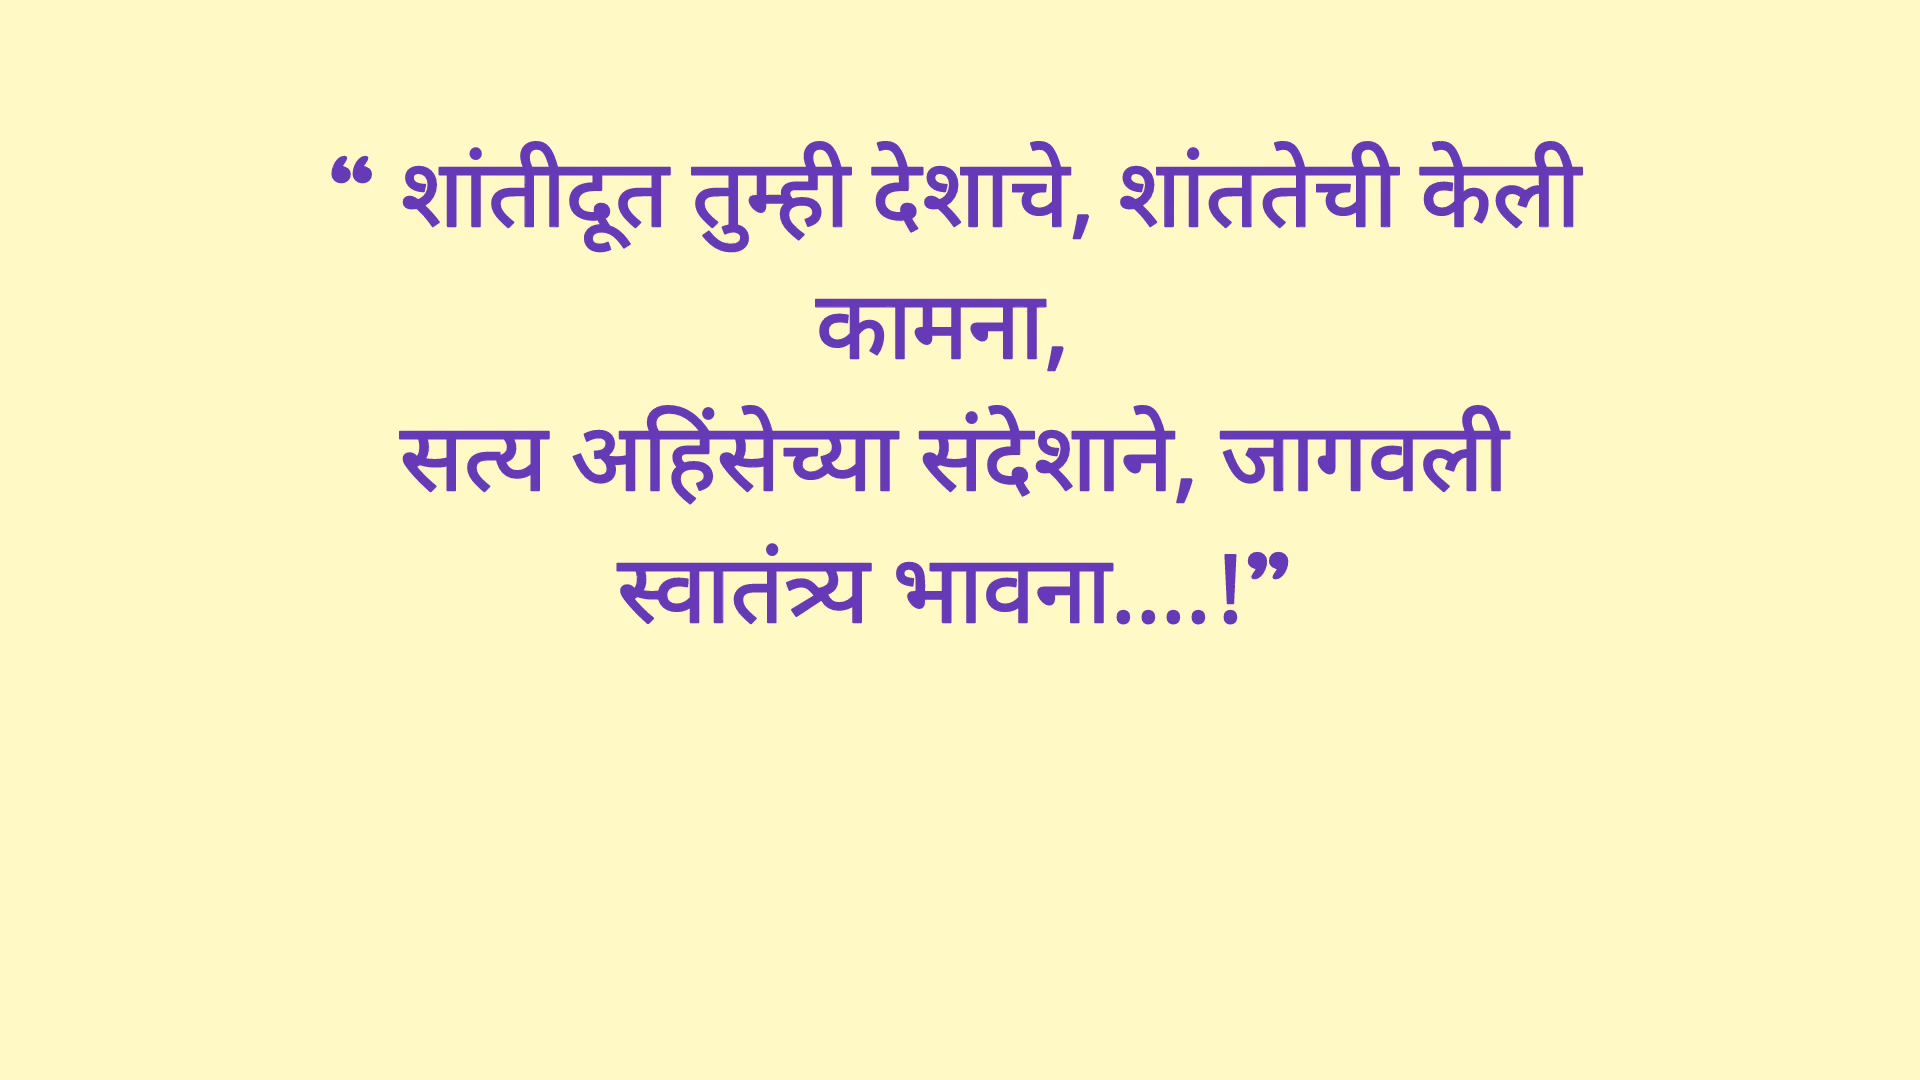 “ शांतीदूत तुम्ही देशाचे, शांततेची केली
कामना,
सत्य अहिंसेच्या संदेशाने, जागवली
स्वातंत्र्य भावना....!”